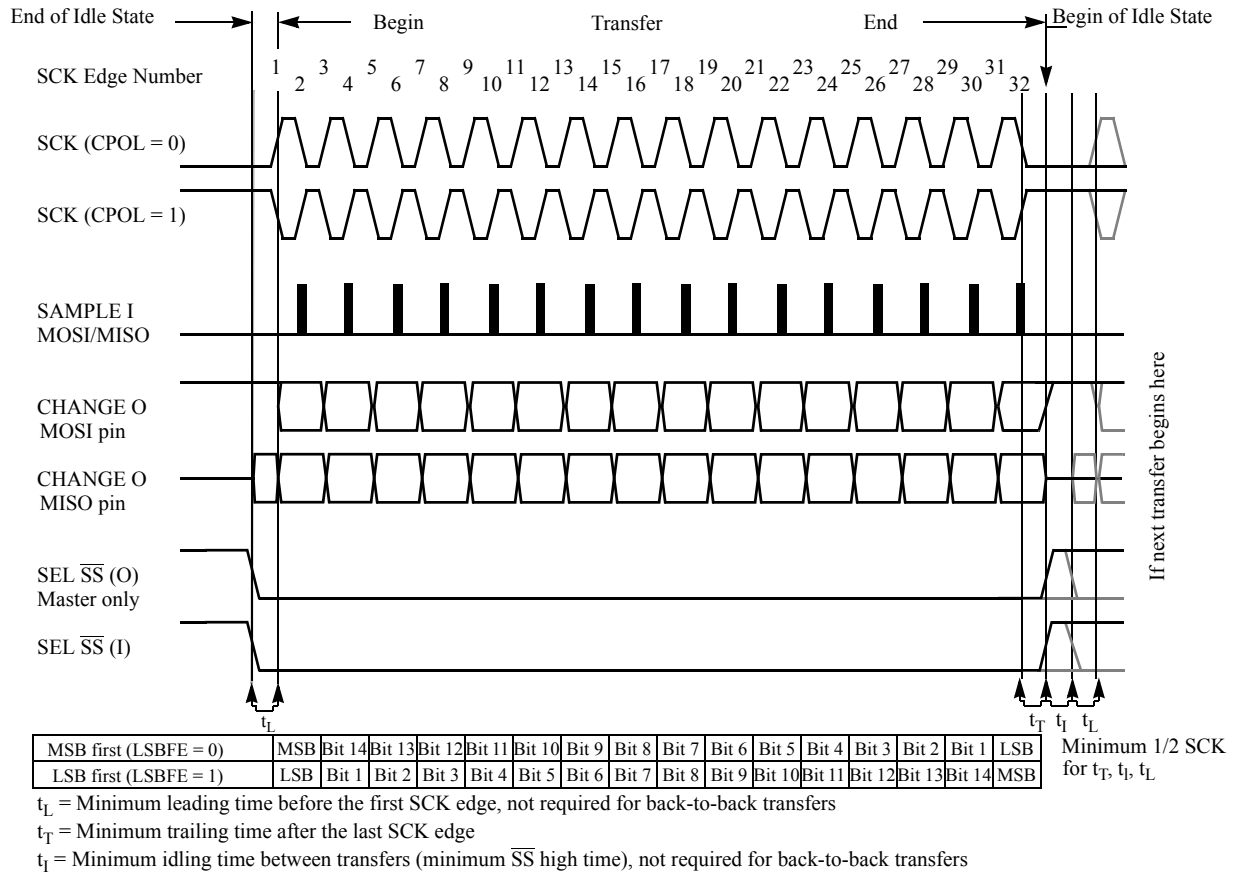 End of Idle State Begin Transfer End Begin of Idle State
SCK Edge Number 1 3 5 7 9 11 13 15 17 19 21 23 25 27 29 31
2 4 6 8 10 12 14 16 18 20 22 24 26 28 30 32
SCK (CPOL = 0)
SCK (CPOL = 1)
SAMPLE I
MOSI/MISO
CHANGE O
MOSI pin
CHANGE O
MISO pin
SEL S̅S̅ (O)
Master only
SEL S̅S̅ (I)
If next transfer begins here
tL tT tI tL
MSB first (LSBFE = 0) MSB Bit 14 Bit 13 Bit 12 Bit 11 Bit 10 Bit 9 Bit 8 Bit 7 Bit 6 Bit 5 Bit 4 Bit 3 Bit 2 Bit 1 LSB
LSB first (LSBFE = 1) LSB Bit 1 Bit 2 Bit 3 Bit 4 Bit 5 Bit 6 Bit 7 Bit 8 Bit 9 Bit 10 Bit 11 Bit 12 Bit 13 Bit 14 MSB
Minimum 1/2 SCK
for tT, tl, tL
tL = Minimum leading time before the first SCK edge, not required for back-to-back transfers
tT = Minimum trailing time after the last SCK edge
tI = Minimum idling time between transfers (minimum S̅S̅ high time), not required for back-to-back transfers